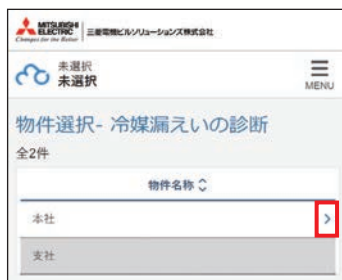 MITSUBISHI
ELECTRIC
Changes for the Better
三菱電機ビルソリューションズ株式会社
未選択
未選択
MENU
物件選択- 冷媒漏えいの診断
全2件
物件名称
本社
支社